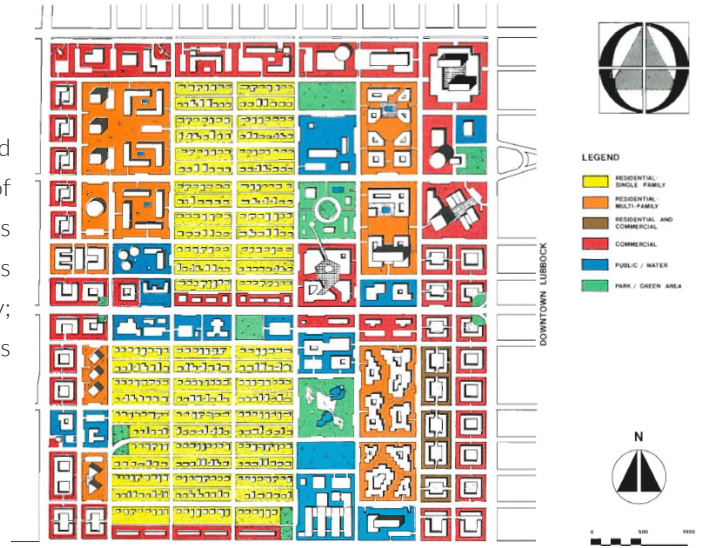 d
of
s
s
y;
s
LEGEND
RESIDENTIAL:
SINGLE FAMILY
RESIDENTIAL:
MULTI-FAMILY
RESIDENTIAL AND
COMMERCIAL
COMMERCIAL
PUBLIC / WATER
PARK / GREEN AREA
DOWNTOWN LUBBOCK
N
0 500 1000